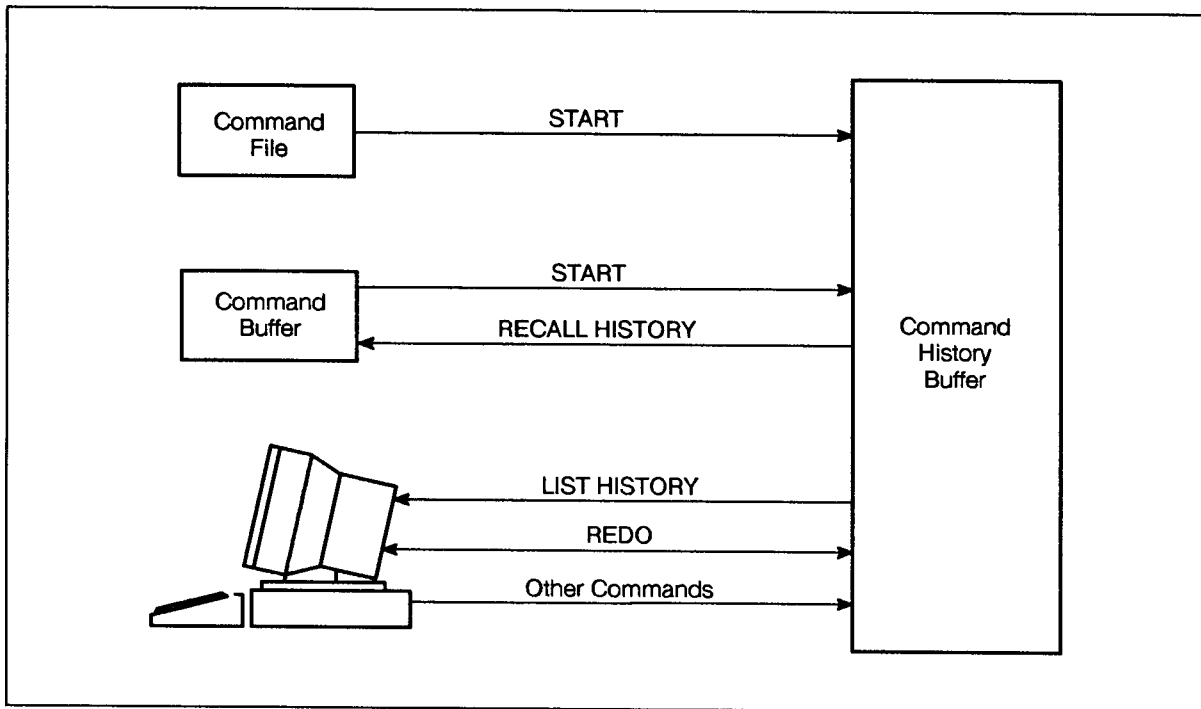 Command
File
START
Command
Buffer
START
RECALL HISTORY
Command
History
Buffer
LIST HISTORY
REDO
Other Commands